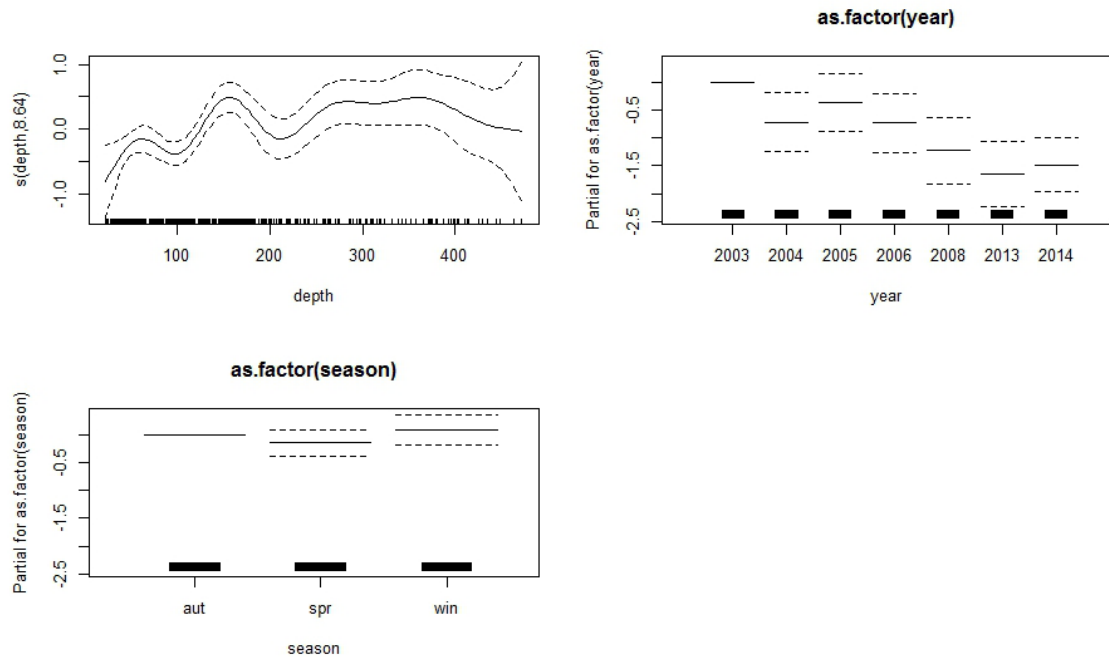 s(depth,8.64)
1.0
0.0
-1.0
100 200 300 400
depth
as.factor(year)
Partial for as.factor(year)
-0.5
-1.5
-2.5
2003 2004 2005 2006 2008 2013 2014
year
as.factor(season)
Partial for as.factor(season)
-0.5
-1.5
-2.5
aut spr win
season